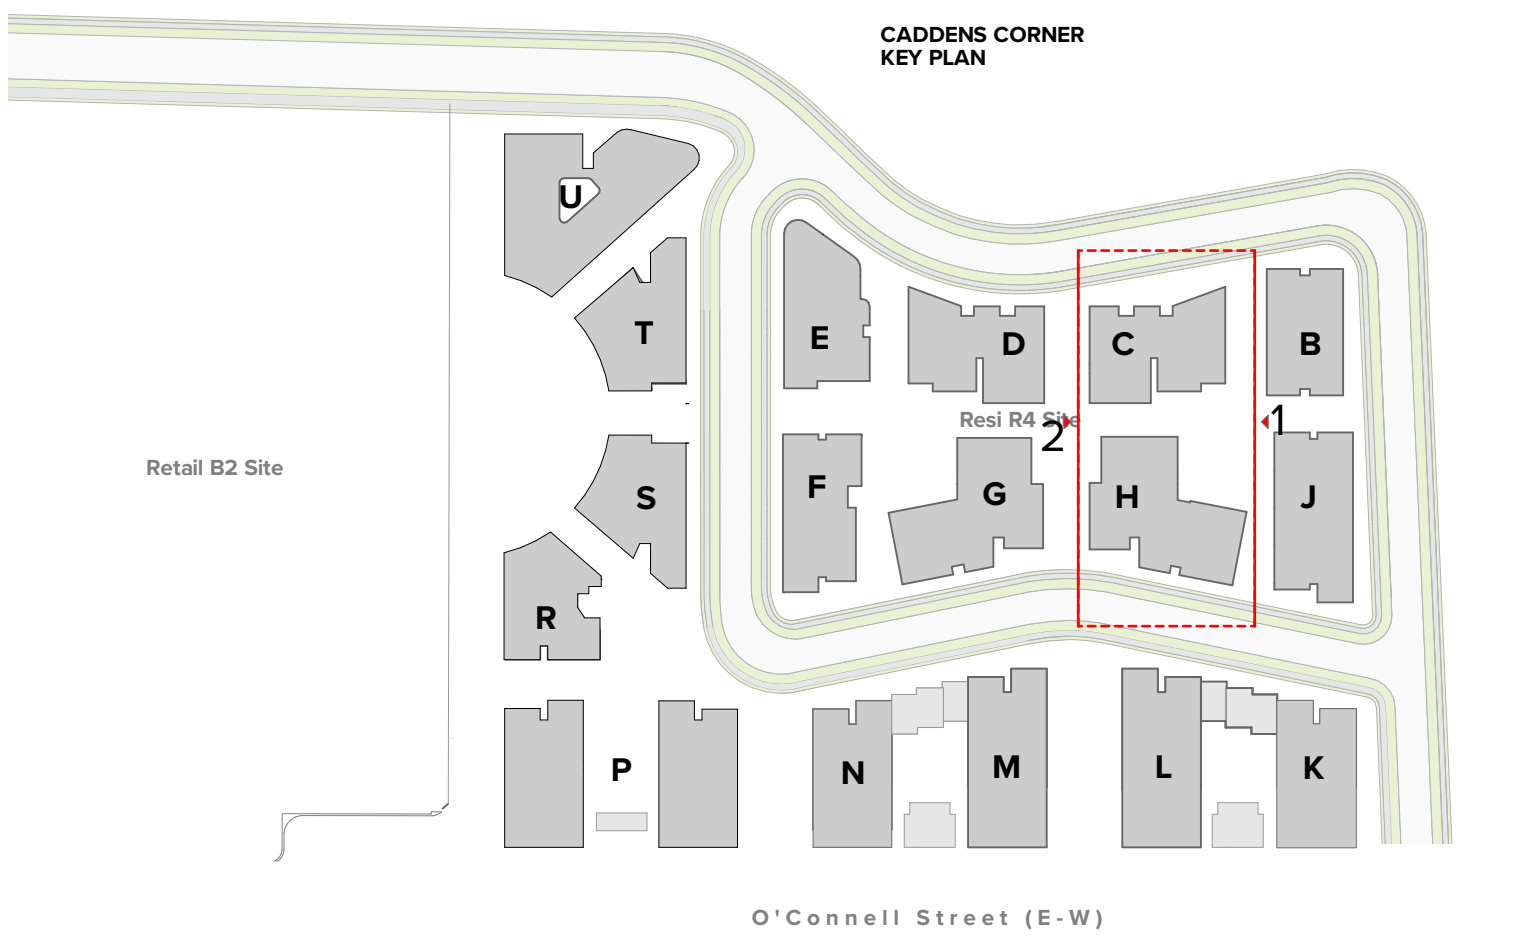 CADDENS CORNER
KEY PLAN
U
T
E
D
C
B
Resi R4 Site
2
1
Retail B2 Site
S
F
G
H
J
R
P
N
M
L
K
O'Connell Street (E-W)